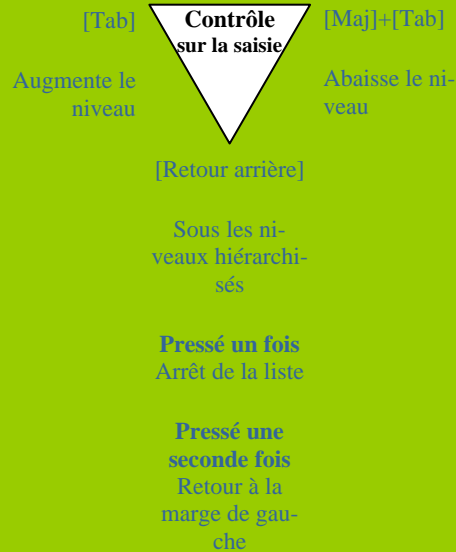 [Tab]
Augmente le
niveau
Contrôle
sur la saisie
[Maj]+[Tab]
Abaisse le ni-
veau
[Retour arrière]
Sous les ni-
veaux hiérarchi-
sés
Pressé un fois
Arrêt de la liste
Pressé une
seconde fois
Retour à la
marge de gau-
che